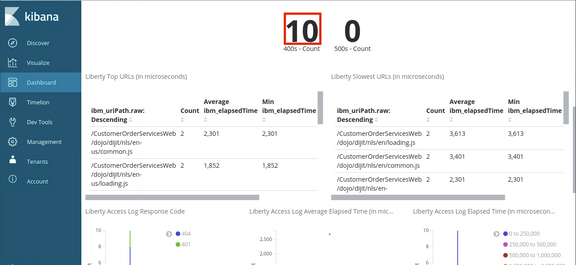 kibana
Discover
Visualize
Dashboard
Timelion
Dev Tools
Management
Tenants
Account
10 0
400s - Count 500s - Count
Liberty Top URLs (in microseconds)
Average Min
ibm_uriPath.raw: Count ibm_elapsedTime ibm_elapsedTime
Descending
/CustomerOrderServicesWeb 2 2,301 2,301
/dojo/dijit/nls/en-
us/common.js
/CustomerOrderServicesWeb 2 1,852 1,852
/dojo/dijit/nls/en-
us/loading.js
Liberty Slowest URLs (in microseconds)
Average Min
ibm_uriPath.raw: Count ibm_elapsedTime ibm_elapsedTime
Descending
/CustomerOrderServicesWeb 2 3,613 3,613
/dojo/dijit/nls/en/loading.js
/CustomerOrderServicesWeb 2 3,401 3,401
/dojo/dijit/nls/en/common.js
/CustomerOrderServicesWeb 2 2,301 2,301
/dojo/dijit/nls/en-
Liberty Access Log Response Code
10
8
6
404
401
Liberty Access Log Average Elapsed Time (in mic...
2,500
2,000
Liberty Access Log Elapsed Time (in microsecon...
10
8
6
0 to 250,000
250,000 to 500,000
500,000 to 1,000,000